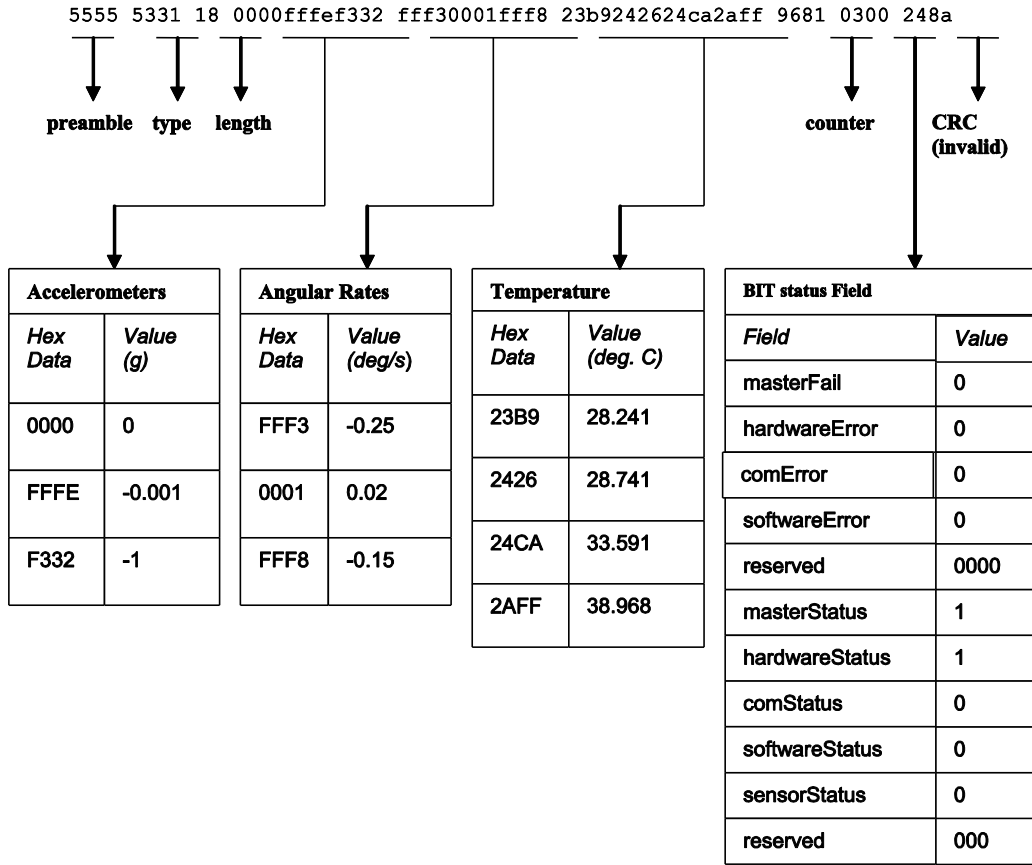 5555 5331 18 0000fffef332 fff30001fff8 23b9242624ca2aff 9681 0300 248a
preamble type length counter CRC
(invalid)
Accelerometers
Hex Data Value (g)
0000 0
FFFE -0.001
F332 -1
Angular Rates
Hex Data Value (deg/s)
FFF3 -0.25
0001 0.02
FFF8 -0.15
Temperature
Hex Data Value (deg. C)
23B9 28.241
2426 28.741
24CA 33.591
2AFF 38.968
BIT status Field
Field Value
masterFail 0
hardwareError 0
comError 0
softwareError 0
reserved 0000
masterStatus 1
hardwareStatus 1
comStatus 0
softwareStatus 0
sensorStatus 0
reserved 000